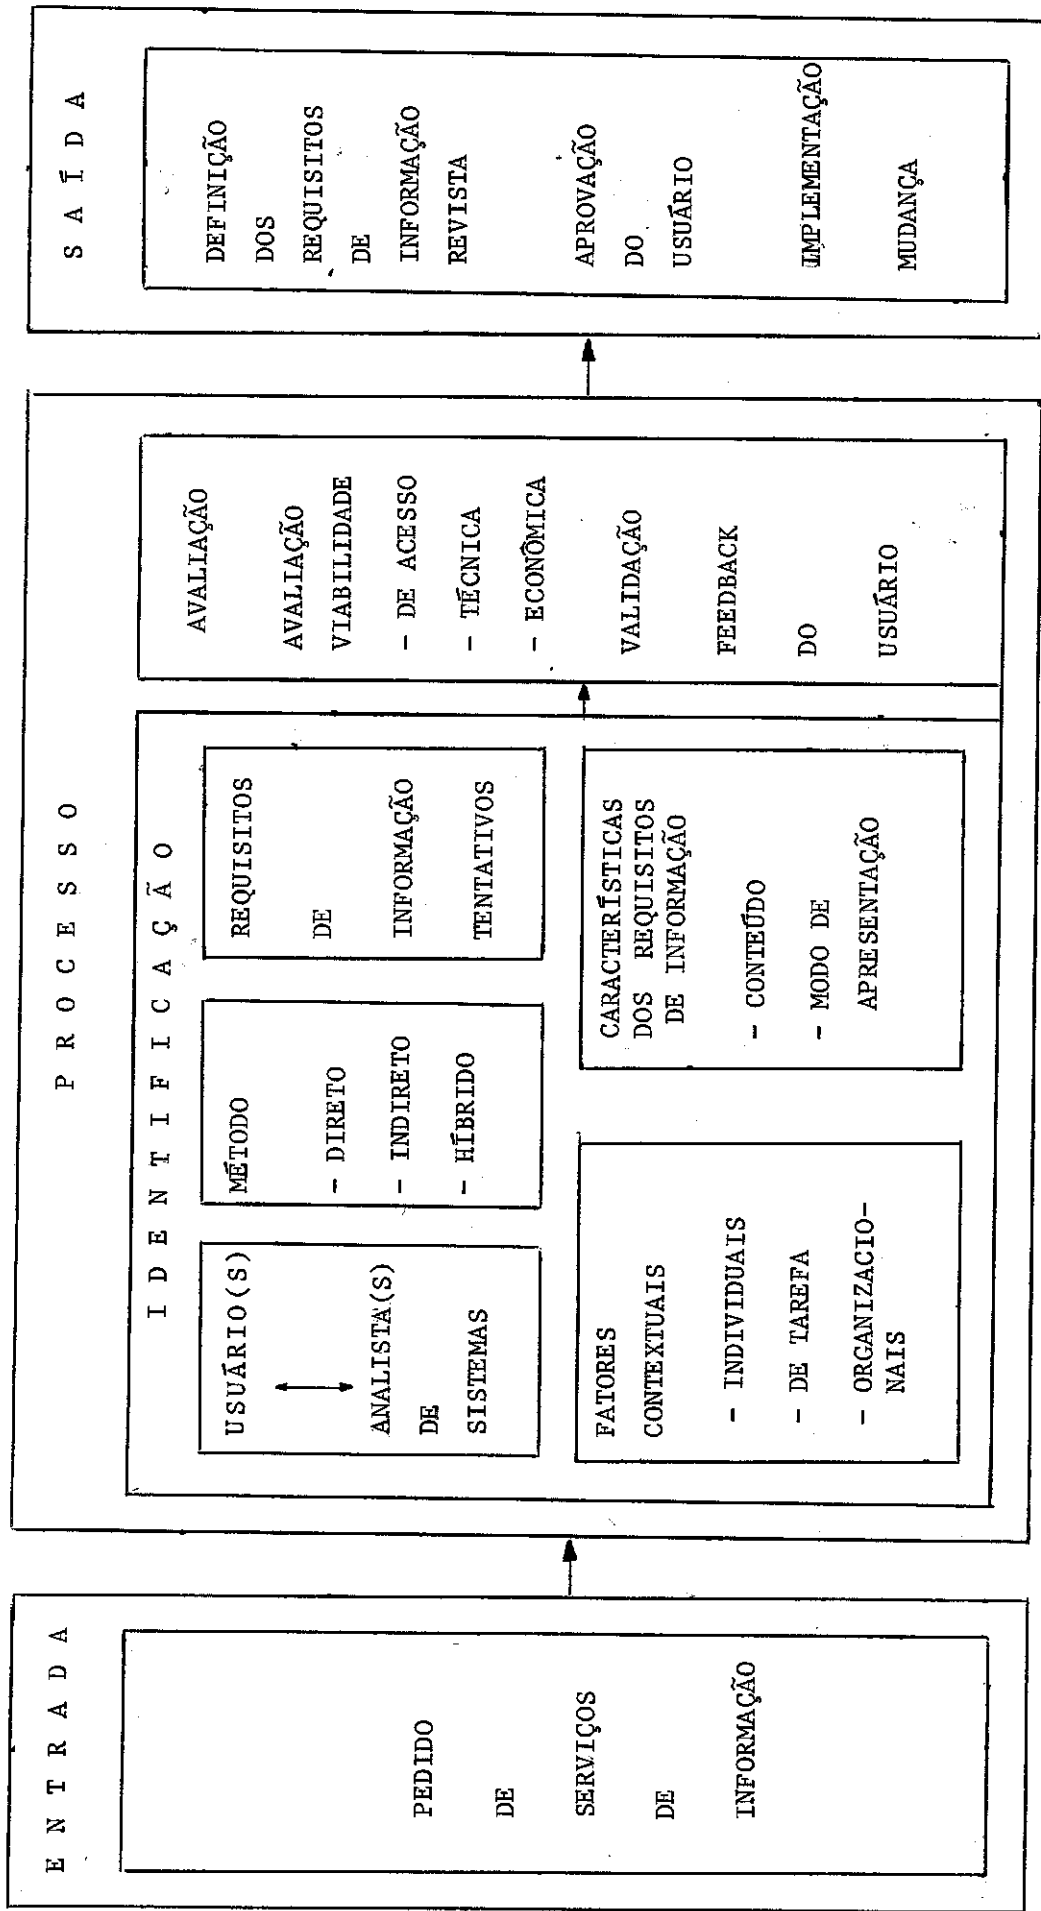 E N T R A D A
PEDIDO
DE
SERVIÇOS
DE
INFORMAÇÃO
P R O C E S S O
I D E N T I F I C A Ç Ã O
USUÁRIO(S)
ANALISTA(S)
DE
SISTEMAS
MÉTODO
- DIRETO
- INDIRETO
- HÍBRIDO
REQUISITOS
DE
INFORMAÇÃO
TENTATIVOS
FATORES
CONTEXTUAIS
- INDIVIDUAIS
- DE TAREFA
- ORGANIZACIO-
NAIS
CARACTERÍSTICAS
DOS REQUISITOS
DE INFORMAÇÃO
- CONTEÚDO
- MODO DE
APRESENTAÇÃO
AVALIAÇÃO
AVALIAÇÃO
VIABILIDADE
- DE ACESSO
- TÉCNICA
- ECONÔMICA
VALIDAÇÃO
FEEDBACK
DO
USUÁRIO
S A Í D A
DEFINIÇÃO
DOS
REQUISITOS
DE
INFORMAÇÃO
REVISTA
APROVAÇÃO
DO
USUÁRIO
IMPLEMENTAÇÃO
MUDANÇA